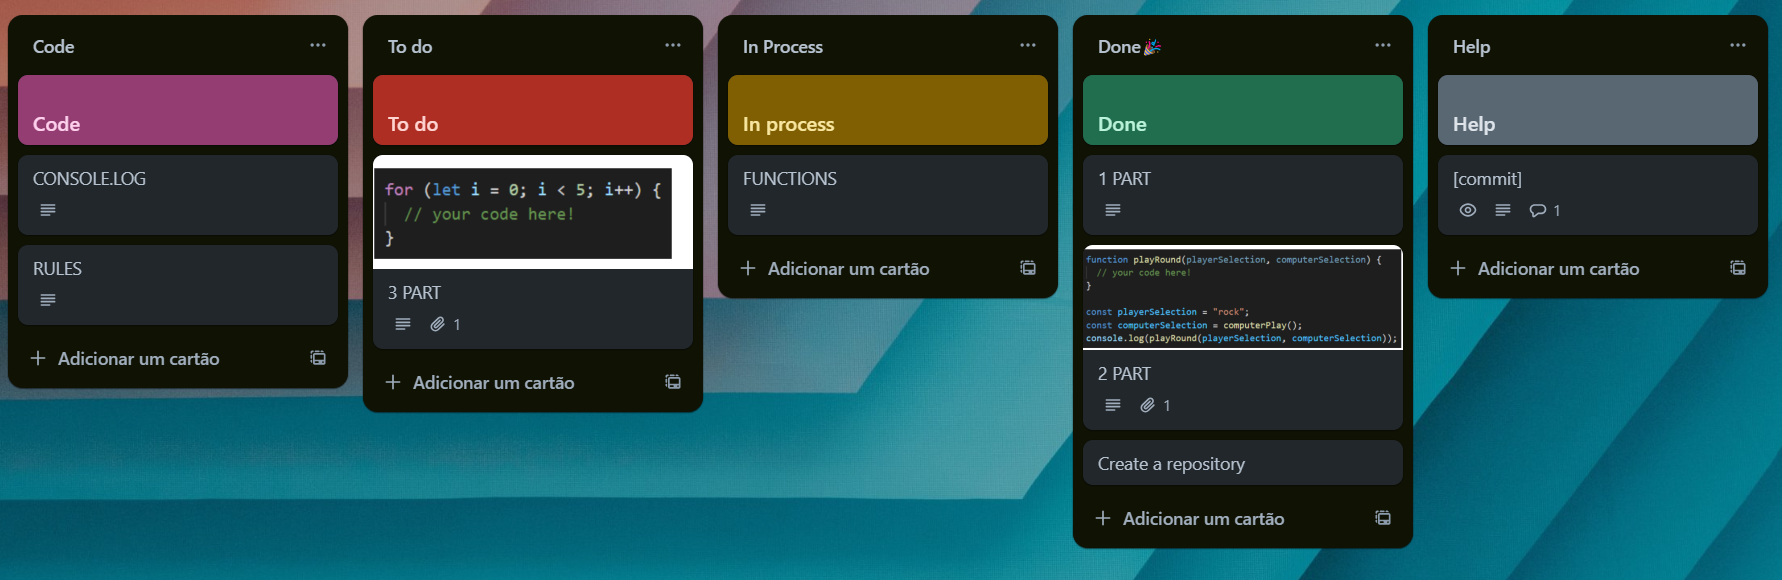 Code
Code
CONSOLE.LOG
RULES
Adicionar um cartão
To do
To do
for (let i = 0; i < 5; i++) {
// your code here!
}
3 PART
1
Adicionar um cartão
In Process
In process
FUNCTIONS
Adicionar um cartão
Done🎉
Done
1 PART
function playRound(playerSelection, computerSelection) {
// your code here!
}
const playerSelection = "rock";
const computerSelection = computerPlay();
console.log(playRound(playerSelection, computerSelection));
2 PART
1
Create a repository
Adicionar um cartão
Help
Help
[commit]
1
Adicionar um cartão